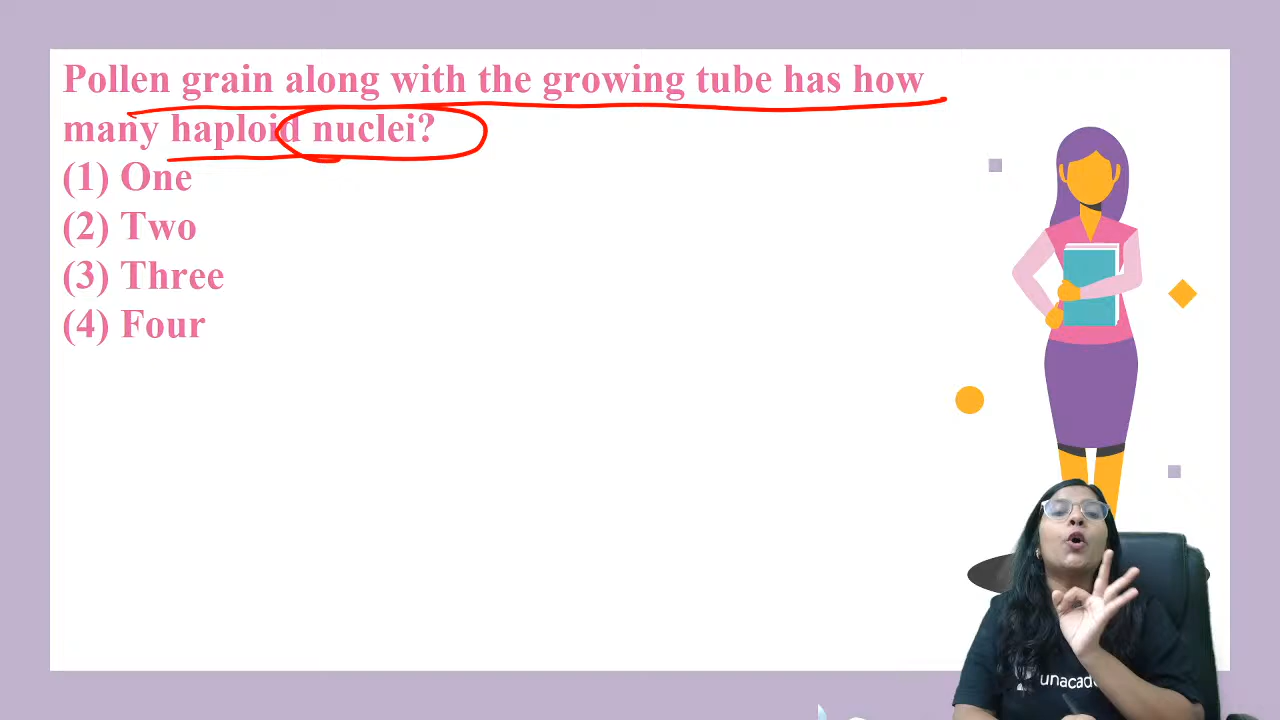 Pollen grain along with the growing tube has how
many haploid nuclei?
(1) One
(2) Two
(3) Three
(4) Four